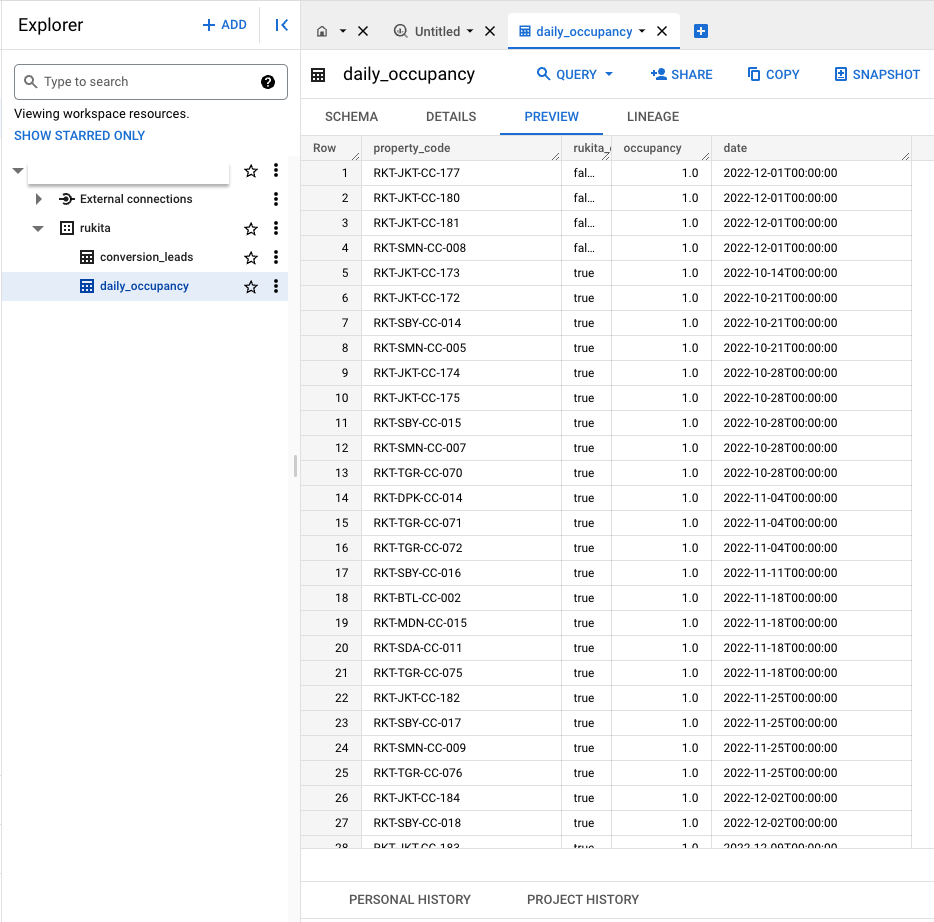 Explorer
+ ADD
Type to search
Viewing workspace resources.
SHOW STARRED ONLY
External connections
rukita
conversion_leads
daily_occupancy
Untitled
daily_occupancy
daily_occupancy
QUERY
SHARE
COPY
SNAPSHOT
SCHEMA DETAILS PREVIEW LINEAGE
Row property_code rukita_ occupancy date
1 RKT-JKT-CC-177 fal... 1.0 2022-12-01T00:00:00
2 RKT-JKT-CC-180 fal... 1.0 2022-12-01T00:00:00
3 RKT-JKT-CC-181 fal... 1.0 2022-12-01T00:00:00
4 RKT-SMN-CC-008 fal... 1.0 2022-12-01T00:00:00
5 RKT-JKT-CC-173 true 1.0 2022-10-14T00:00:00
6 RKT-JKT-CC-172 true 1.0 2022-10-21T00:00:00
7 RKT-SBY-CC-014 true 1.0 2022-10-21T00:00:00
8 RKT-SMN-CC-005 true 1.0 2022-10-21T00:00:00
9 RKT-JKT-CC-174 true 1.0 2022-10-28T00:00:00
10 RKT-JKT-CC-175 true 1.0 2022-10-28T00:00:00
11 RKT-SBY-CC-015 true 1.0 2022-10-28T00:00:00
12 RKT-SMN-CC-007 true 1.0 2022-10-28T00:00:00
13 RKT-TGR-CC-070 true 1.0 2022-10-28T00:00:00
14 RKT-DPK-CC-014 true 1.0 2022-11-04T00:00:00
15 RKT-TGR-CC-071 true 1.0 2022-11-04T00:00:00
16 RKT-TGR-CC-072 true 1.0 2022-11-04T00:00:00
17 RKT-SBY-CC-016 true 1.0 2022-11-11T00:00:00
18 RKT-BTL-CC-002 true 1.0 2022-11-18T00:00:00
19 RKT-MDN-CC-015 true 1.0 2022-11-18T00:00:00
20 RKT-SDA-CC-011 true 1.0 2022-11-18T00:00:00
21 RKT-TGR-CC-075 true 1.0 2022-11-18T00:00:00
22 RKT-JKT-CC-182 true 1.0 2022-11-25T00:00:00
23 RKT-SBY-CC-017 true 1.0 2022-11-25T00:00:00
24 RKT-SMN-CC-009 true 1.0 2022-11-25T00:00:00
25 RKT-TGR-CC-076 true 1.0 2022-11-25T00:00:00
26 RKT-JKT-CC-184 true 1.0 2022-12-02T00:00:00
27 RKT-SBY-CC-018 true 1.0 2022-12-02T00:00:00
28 RKT-JKT-CC-183 true 1.0 2022-12-09T00:00:00
PERSONAL HISTORY PROJECT HISTORY